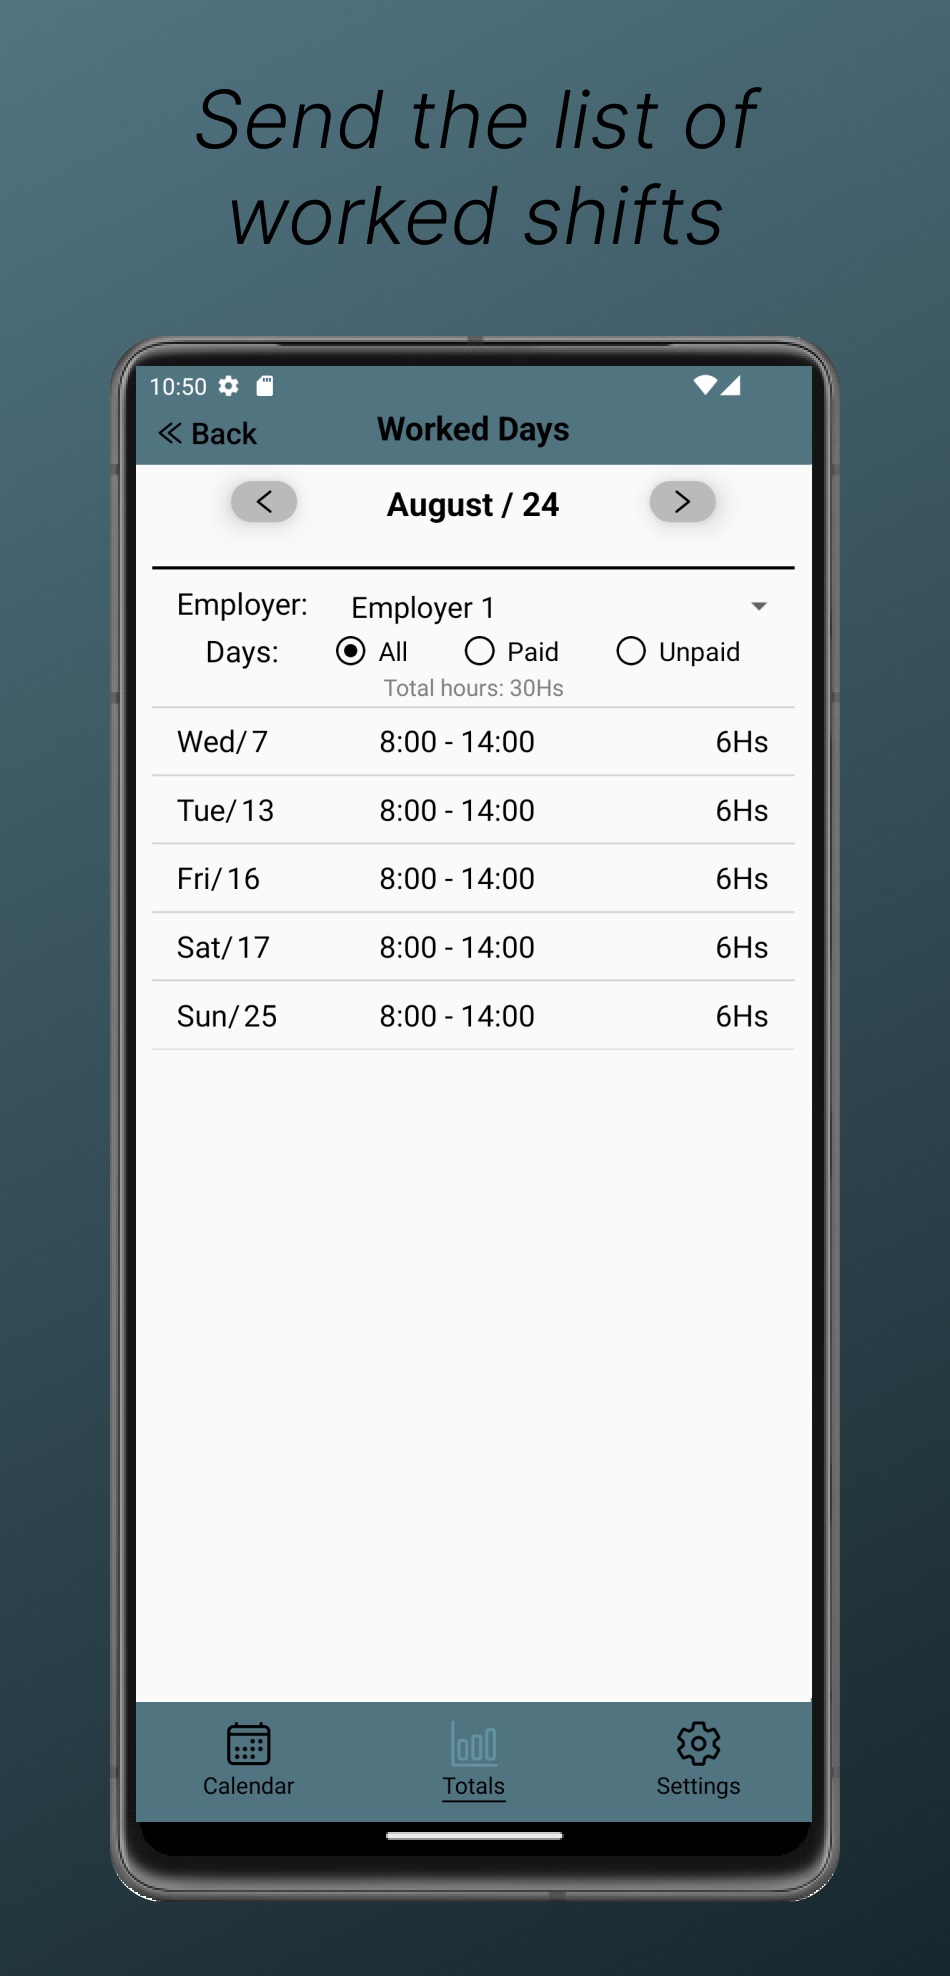 Send the list of
worked shifts
10:50
Back
Worked Days
August / 24
Employer: Employer 1
Days: All Paid Unpaid
Total hours: 30Hs
Wed/ 7 8:00 - 14:00 6Hs
Tue/ 13 8:00 - 14:00 6Hs
Fri/ 16 8:00 - 14:00 6Hs
Sat/ 17 8:00 - 14:00 6Hs
Sun/ 25 8:00 - 14:00 6Hs
Calendar Totals Settings